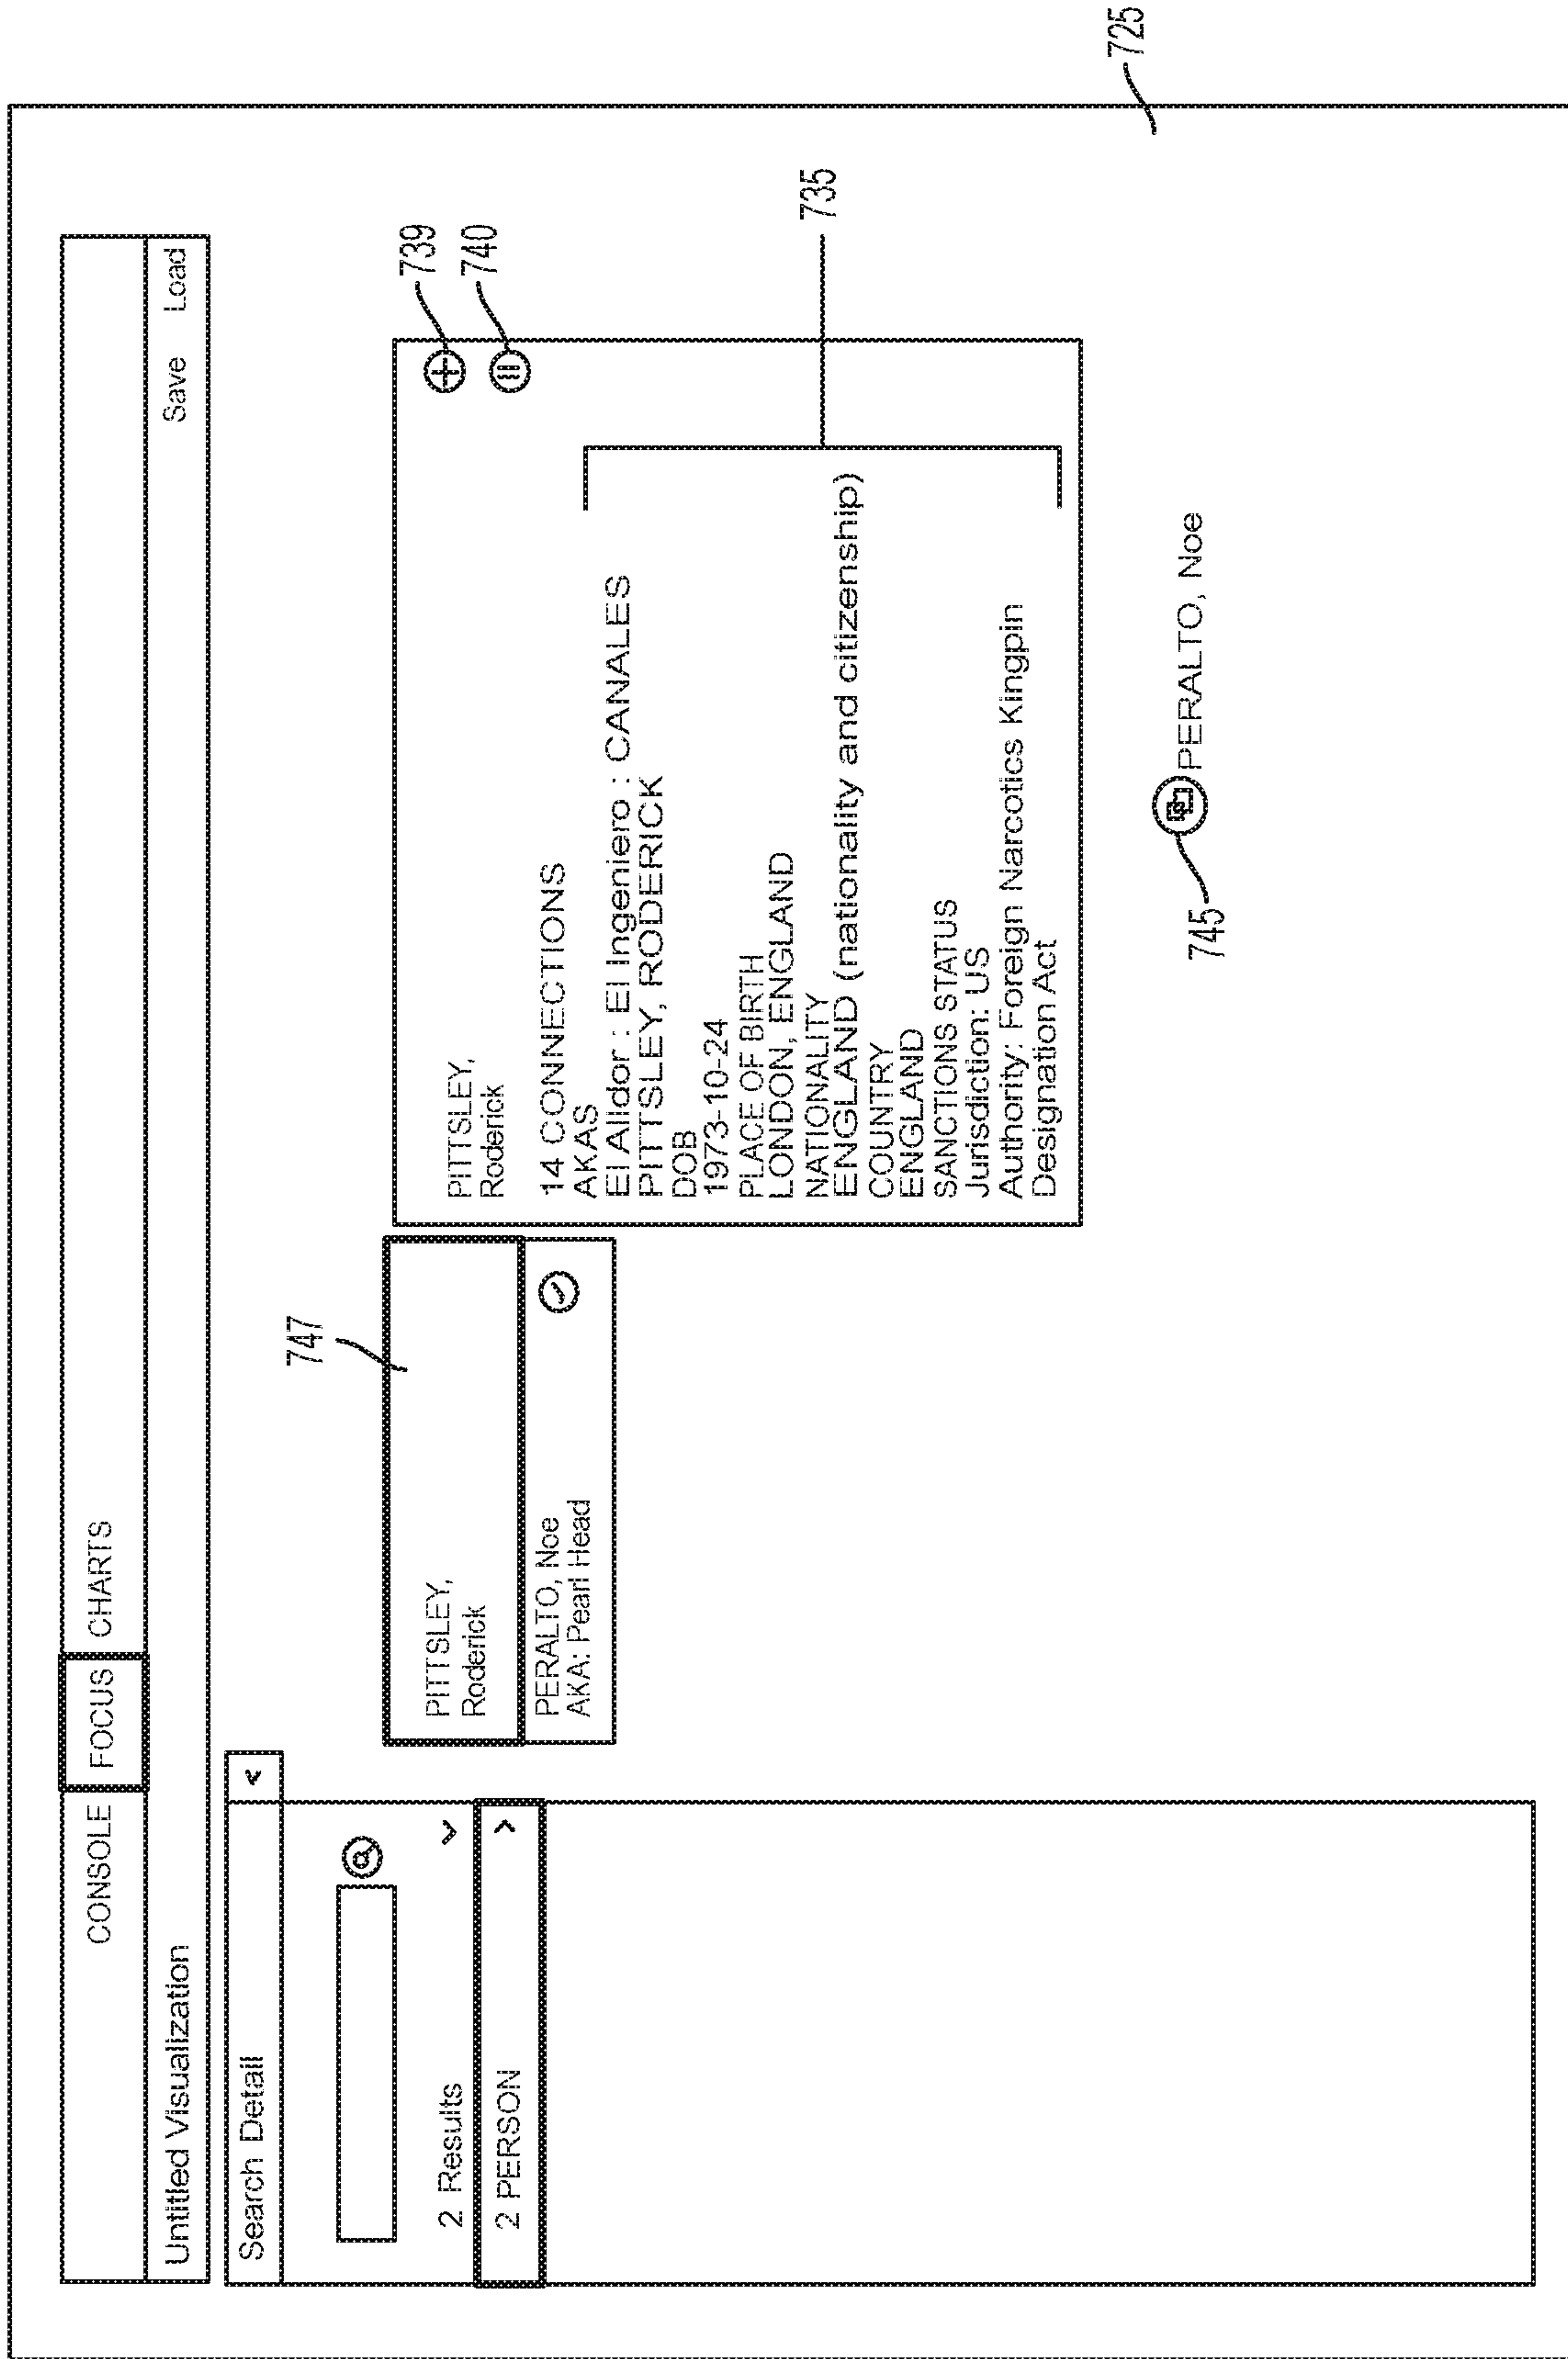 CONSOLE FOCUS CHARTS
Untitled Visualization Save Load
Search Detail
2 Results
2 PERSON
747
PITTSLEY,
Roderick
PERALTO, Noe
AKA: Pearl Head
PITTSLEY,
Roderick
14 CONNECTIONS
AKAS
El Alidor : El Ingeniero : CANALES
PITTSLEY, RODERICK
DOB
1973-10-24
PLACE OF BIRTH
LONDON, ENGLAND
NATIONALITY
ENGLAND (nationality and citizenship)
COUNTRY
ENGLAND
SANCTIONS STATUS
Jurisdiction: US
Authority: Foreign Narcotics Kingpin
Designation Act
739
740
735
745
PERALTO, Noe
725